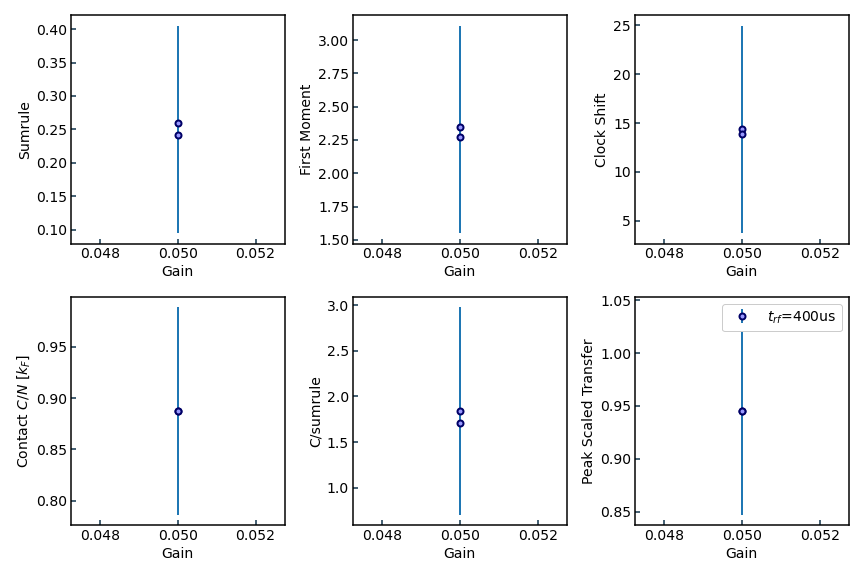 Sumrule
0.40
0.35
0.30
0.25
0.20
0.15
0.10
0.048 0.050 0.052
Gain
First Moment
3.00
2.75
2.50
2.25
2.00
1.75
1.50
0.048 0.050 0.052
Gain
Clock Shift
25
20
15
10
5
0.048 0.050 0.052
Gain
Contact C/N [k_F]
0.95
0.90
0.85
0.80
0.048 0.050 0.052
Gain
C/sumrule
3.0
2.5
2.0
1.5
1.0
0.048 0.050 0.052
Gain
Peak Scaled Transfer
1.05
1.00
0.95
0.90
0.85
t_rf=400us
0.048 0.050 0.052
Gain